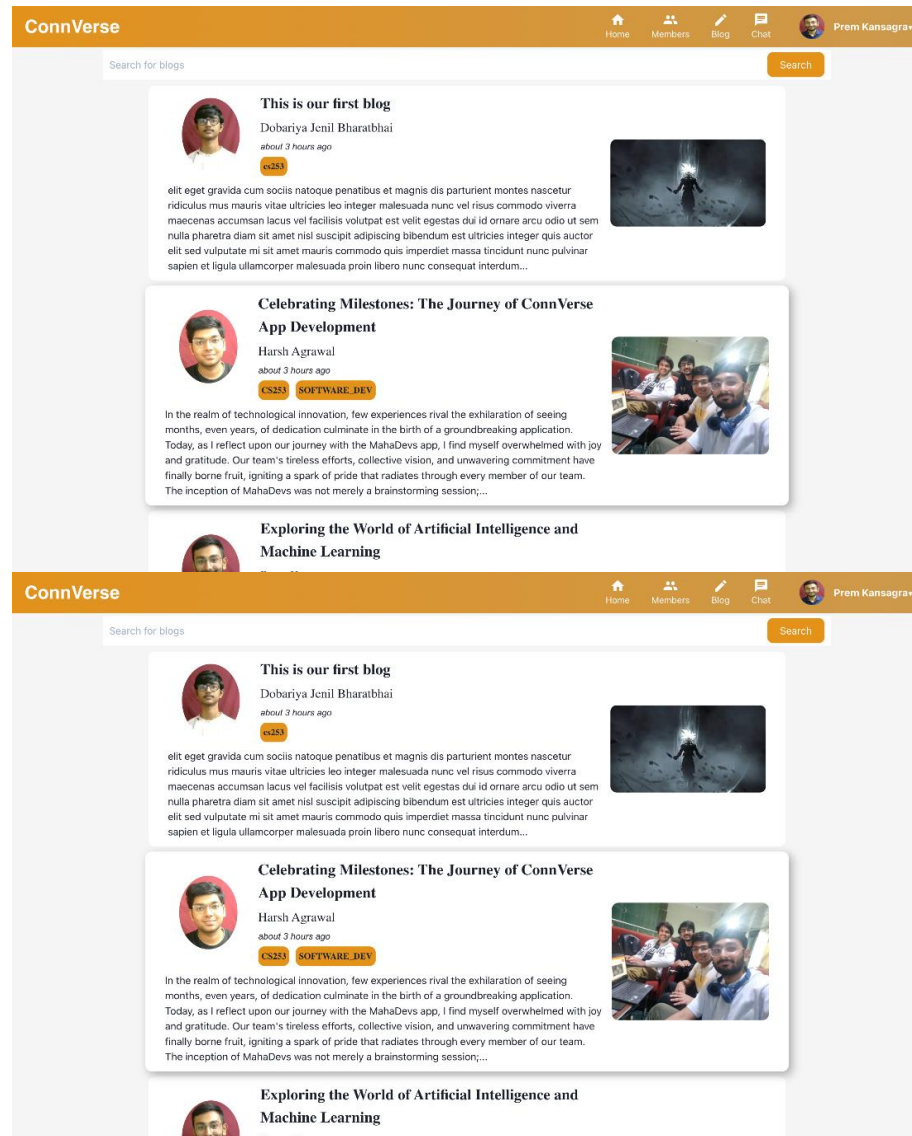 ConnVerse
Home Members Blog Chat Prem Kansagra
Search for blogs Search
This is our first blog
Dobariya Jenil Bharatbhai
about 3 hours ago
cs253
elit eget gravida cum sociis natoque penatibus et magnis dis parturient montes nascetur
ridiculus mus mauris vitae ultricies leo integer malesuada nunc vel risus commodo viverra
maecenas accumsan lacus vel facilisis volutpat est velit egestas dui id ornare arcu odio ut sem
nulla pharetra diam sit amet nisl suscipit adipiscing bibendum est ultricies integer quis auctor
elit sed vulputate mi sit amet mauris commodo quis imperdiet massa tincidunt nunc pulvinar
sapien et ligula ullamcorper malesuada proin libero nunc consequat interdum...
Celebrating Milestones: The Journey of ConnVerse
App Development
Harsh Agrawal
about 3 hours ago
CS253 SOFTWARE_DEV
In the realm of technological innovation, few experiences rival the exhilaration of seeing
months, even years, of dedication culminate in the birth of a groundbreaking application.
Today, as I reflect upon our journey with the MahaDevs app, I find myself overwhelmed with joy
and gratitude. Our team's tireless efforts, collective vision, and unwavering commitment have
finally borne fruit, igniting a spark of pride that radiates through every member of our team.
The inception of MahaDevs was not merely a brainstorming session;...
Exploring the World of Artificial Intelligence and
Machine Learning
ConnVerse
Home Members Blog Chat Prem Kansagra
Search for blogs Search
This is our first blog
Dobariya Jenil Bharatbhai
about 3 hours ago
cs253
elit eget gravida cum sociis natoque penatibus et magnis dis parturient montes nascetur
ridiculus mus mauris vitae ultricies leo integer malesuada nunc vel risus commodo viverra
maecenas accumsan lacus vel facilisis volutpat est velit egestas dui id ornare arcu odio ut sem
nulla pharetra diam sit amet nisl suscipit adipiscing bibendum est ultricies integer quis auctor
elit sed vulputate mi sit amet mauris commodo quis imperdiet massa tincidunt nunc pulvinar
sapien et ligula ullamcorper malesuada proin libero nunc consequat interdum...
Celebrating Milestones: The Journey of ConnVerse
App Development
Harsh Agrawal
about 3 hours ago
CS253 SOFTWARE_DEV
In the realm of technological innovation, few experiences rival the exhilaration of seeing
months, even years, of dedication culminate in the birth of a groundbreaking application.
Today, as I reflect upon our journey with the MahaDevs app, I find myself overwhelmed with joy
and gratitude. Our team's tireless efforts, collective vision, and unwavering commitment have
finally borne fruit, igniting a spark of pride that radiates through every member of our team.
The inception of MahaDevs was not merely a brainstorming session;...
Exploring the World of Artificial Intelligence and
Machine Learning